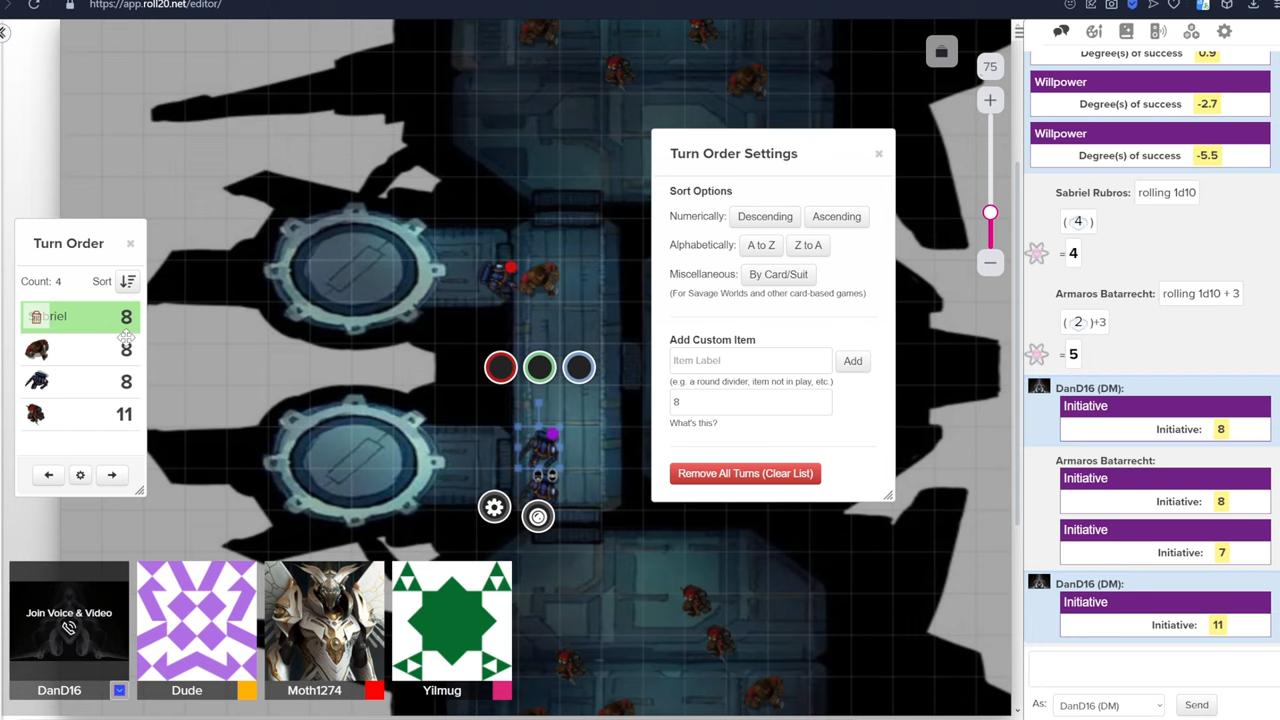 https://app.roll20.net/editor/
75
Turn Order
Count: 4 Sort
8
8
8
11
Turn Order Settings
Sort Options
Numerically: Descending Ascending
Alphabetically: A to Z Z to A
Miscellaneous: By Card/Suit
(For Savage Worlds and other card-based games)
Add Custom Item
Item Label Add
(e.g. a round divider, item not in play, etc.)
8
What's this?
Remove All Turns (Clear List)
Join Voice & Video
DanD16
Dude
Moth1274
Yilmug
Degree(s) of success 0.9
Willpower
Degree(s) of success -2.7
Willpower
Degree(s) of success -5.5
Sabriel Rubros: rolling 1d10
(4)
= 4
Armaros Batarrecht: rolling 1d10 + 3
(2)+3
= 5
DanD16 (DM):
Initiative
Initiative: 8
Armaros Batarrecht:
Initiative
Initiative: 8
Initiative
Initiative: 7
DanD16 (DM):
Initiative
Initiative: 11
As: DanD16 (DM) Send